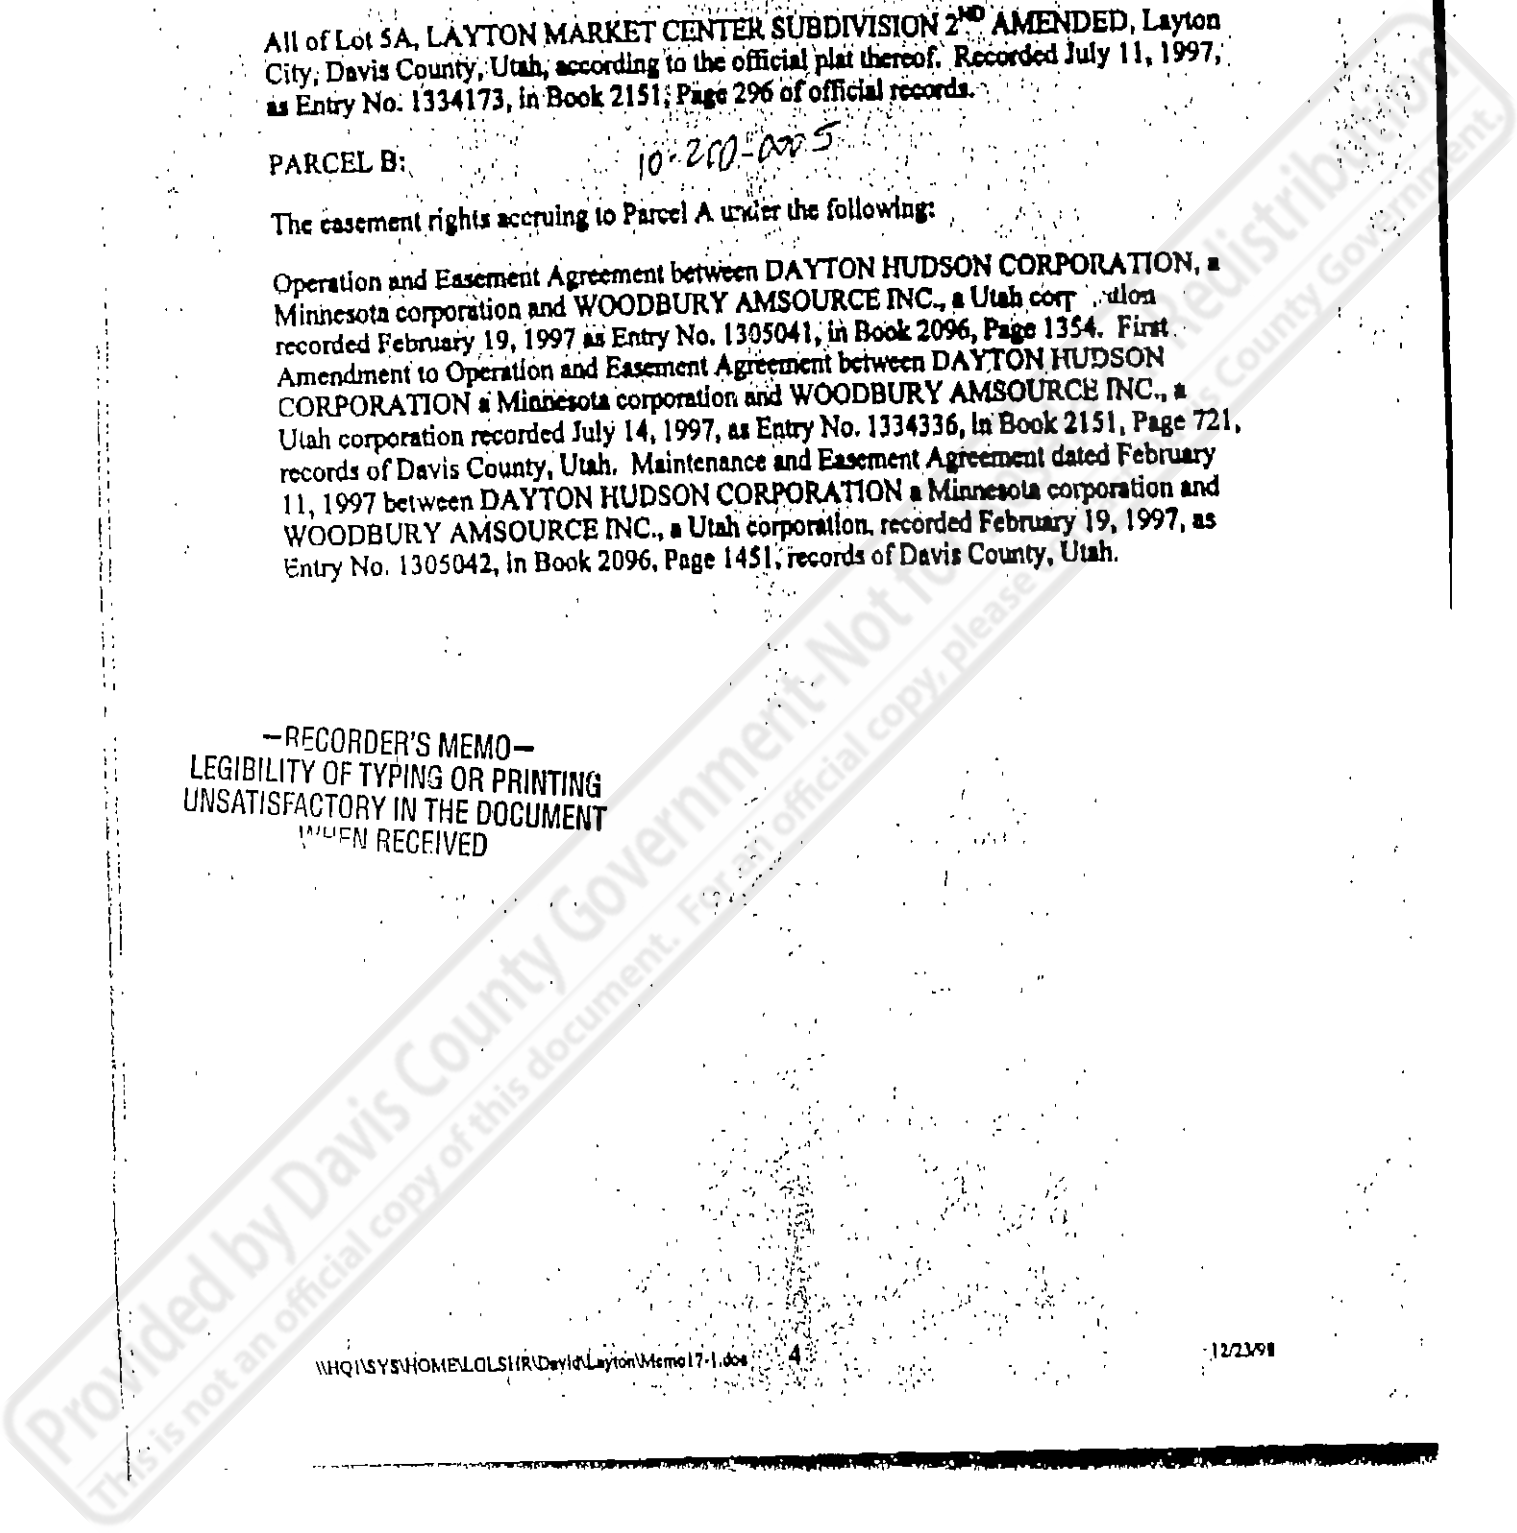 All of Lot 5A, LAYTON MARKET CENTER SUBDIVISION 2ND AMENDED, Layton
City, Davis County, Utah, according to the official plat thereof. Recorded July 11, 1997,
as Entry No. 1334173, in Book 2151, Page 296 of official records.
PARCEL B:
10-250-0005
The easement rights accruing to Parcel A under the following:
Operation and Easement Agreement between DAYTON HUDSON CORPORATION, a
Minnesota corporation and WOODBURY AMSOURCE INC., a Utah corporation
recorded February 19, 1997 as Entry No. 1305041, in Book 2096, Page 1354. First
Amendment to Operation and Easement Agreement between DAYTON HUDSON
CORPORATION a Minnesota corporation and WOODBURY AMSOURCE INC., a
Utah corporation recorded July 14, 1997, as Entry No. 1334336, in Book 2151, Page 721,
records of Davis County, Utah. Maintenance and Easement Agreement dated February
11, 1997 between DAYTON HUDSON CORPORATION a Minnesota corporation and
WOODBURY AMSOURCE INC., a Utah corporation, recorded February 19, 1997, as
Entry No. 1305042, in Book 2096, Page 1451, records of Davis County, Utah.
—RECORDER'S MEMO—
LEGIBILITY OF TYPING OR PRINTING
UNSATISFACTORY IN THE DOCUMENT
WHEN RECEIVED
\\HQ1\SYS\HOME\LGLSHR\David\Layton\Memo17-1.doc
4
12/23/98
Provided by Davis County Government-Not for Resale or Redistribution
This is not an official copy of this document. For an official copy, please contact Davis County Government.